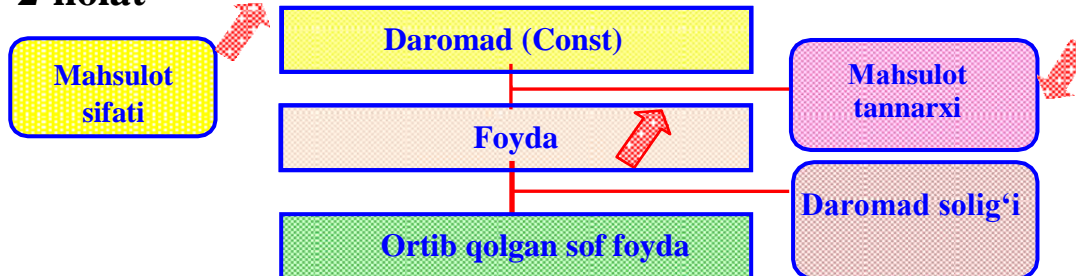 2-holat
Daromad (Const)
Mahsulot
sifati
Mahsulot
tannarxi
Foyda
Daromad solig‘i
Ortib qolgan sof foyda